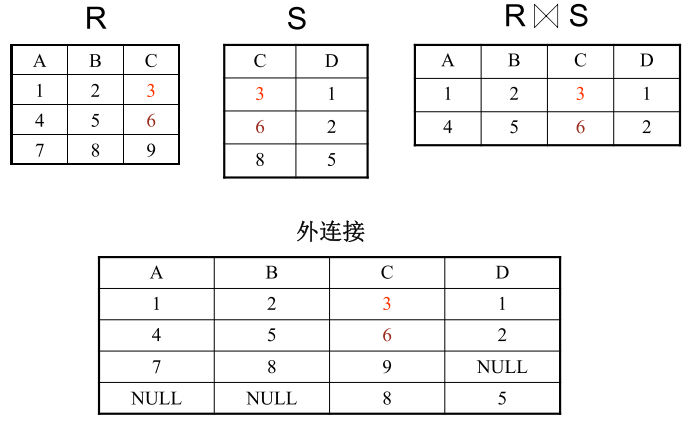 R S R ⋈ S
A B C
1 2 3
4 5 6
7 8 9
C D
3 1
6 2
8 5
A B C D
1 2 3 1
4 5 6 2
外连接
A B C D
1 2 3 1
4 5 6 2
7 8 9 NULL
NULL NULL 8 5